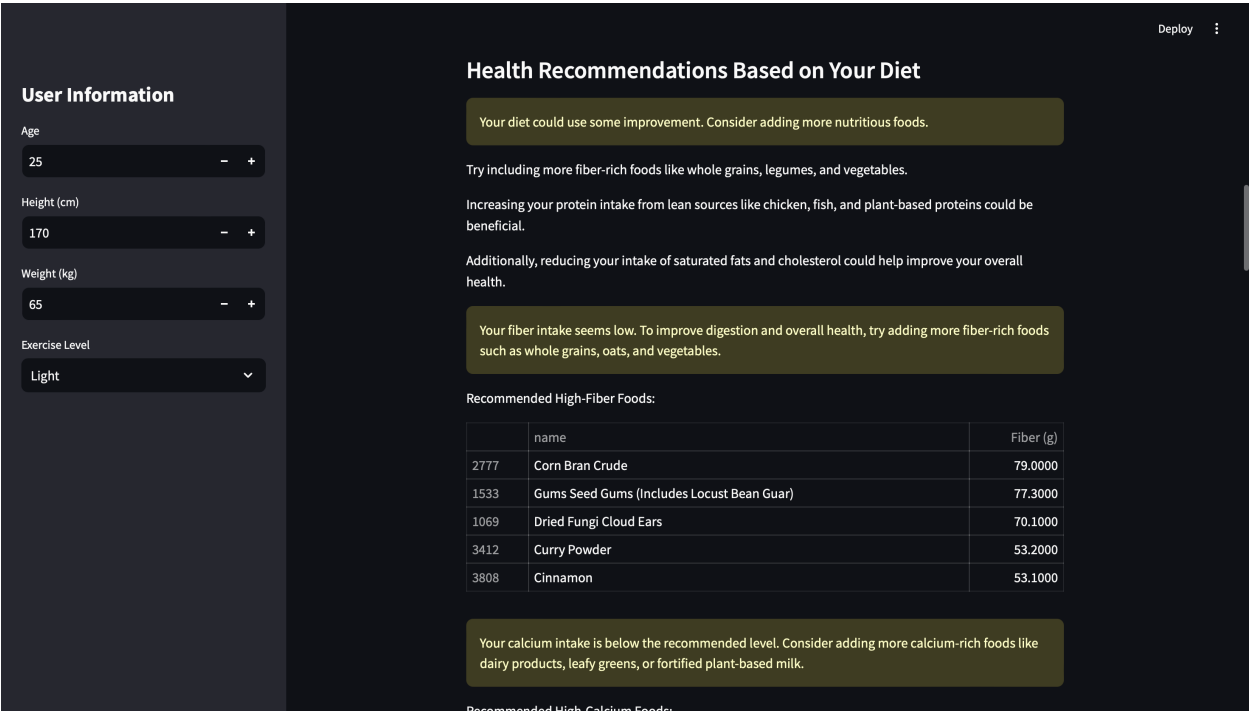 Deploy
User Information
Age
25
Height (cm)
170
Weight (kg)
65
Exercise Level
Light
Health Recommendations Based on Your Diet
Your diet could use some improvement. Consider adding more nutritious foods.
Try including more fiber-rich foods like whole grains, legumes, and vegetables.
Increasing your protein intake from lean sources like chicken, fish, and plant-based proteins could be
beneficial.
Additionally, reducing your intake of saturated fats and cholesterol could help improve your overall
health.
Your fiber intake seems low. To improve digestion and overall health, try adding more fiber-rich foods
such as whole grains, oats, and vegetables.
Recommended High-Fiber Foods:
name Fiber (g)
2777 Corn Bran Crude 79.0000
1533 Gums Seed Gums (Includes Locust Bean Guar) 77.3000
1069 Dried Fungi Cloud Ears 70.1000
3412 Curry Powder 53.2000
3808 Cinnamon 53.1000
Your calcium intake is below the recommended level. Consider adding more calcium-rich foods like
dairy products, leafy greens, or fortified plant-based milk.
Recommended High-Calcium Foods: